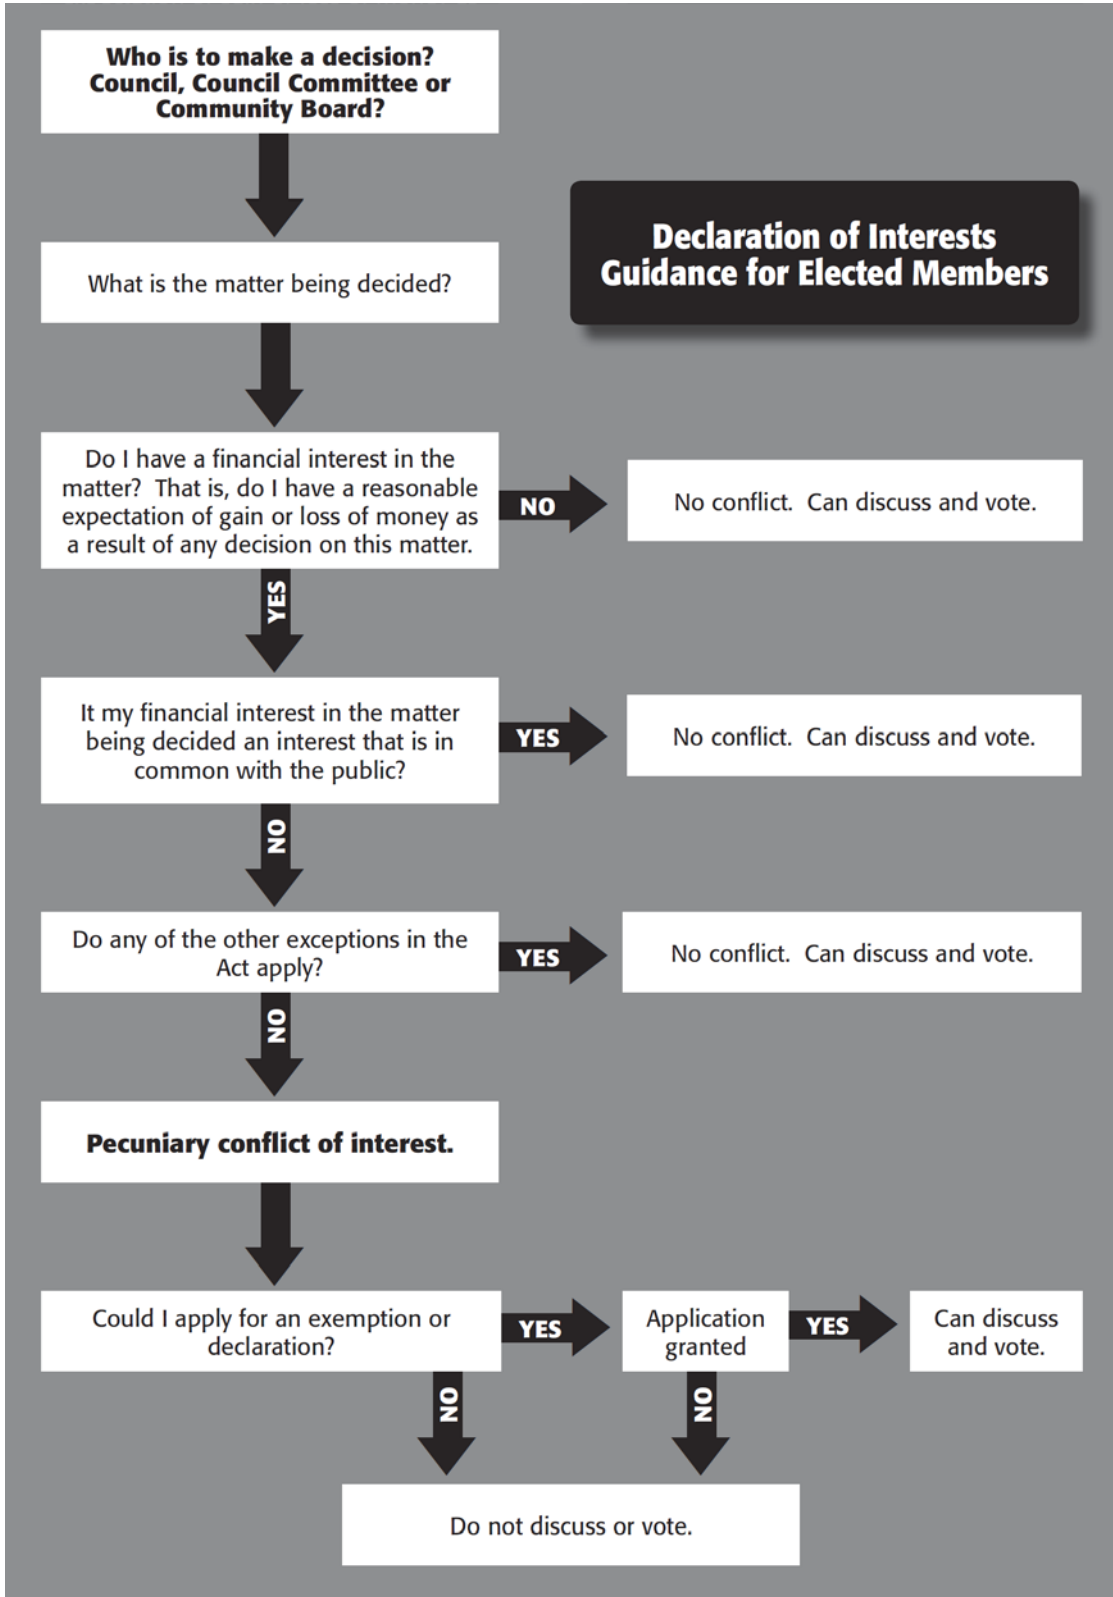 Who is to make a decision?
Council, Council Committee or
Community Board?
Declaration of Interests
Guidance for Elected Members
What is the matter being decided?
Do I have a financial interest in the
matter?  That is, do I have a reasonable
expectation of gain or loss of money as
a result of any decision on this matter.
NO
No conflict.  Can discuss and vote.
YES
It my financial interest in the matter
being decided an interest that is in
common with the public?
YES
No conflict.  Can discuss and vote.
NO
Do any of the other exceptions in the
Act apply?
YES
No conflict.  Can discuss and vote.
NO
Pecuniary conflict of interest.
Could I apply for an exemption or
declaration?
YES
Application
granted
YES
Can discuss
and vote.
NO
NO
Do not discuss or vote.